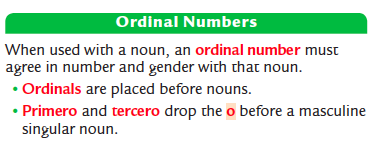 Ordinal Numbers
When used with a noun, an ordinal number must
agree in number and gender with that noun.
• Ordinals are placed before nouns.
• Primero and tercero drop the o before a masculine
singular noun.